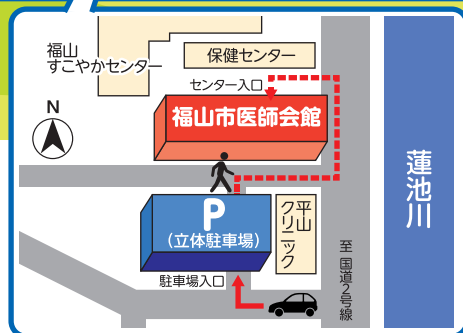 福山
すこやかセンター
保健センター
センター入口
N
福山市医師会館
P
(立体駐車場)
平山
クリニック
蓮池川
駐車場入口
至国道2号線